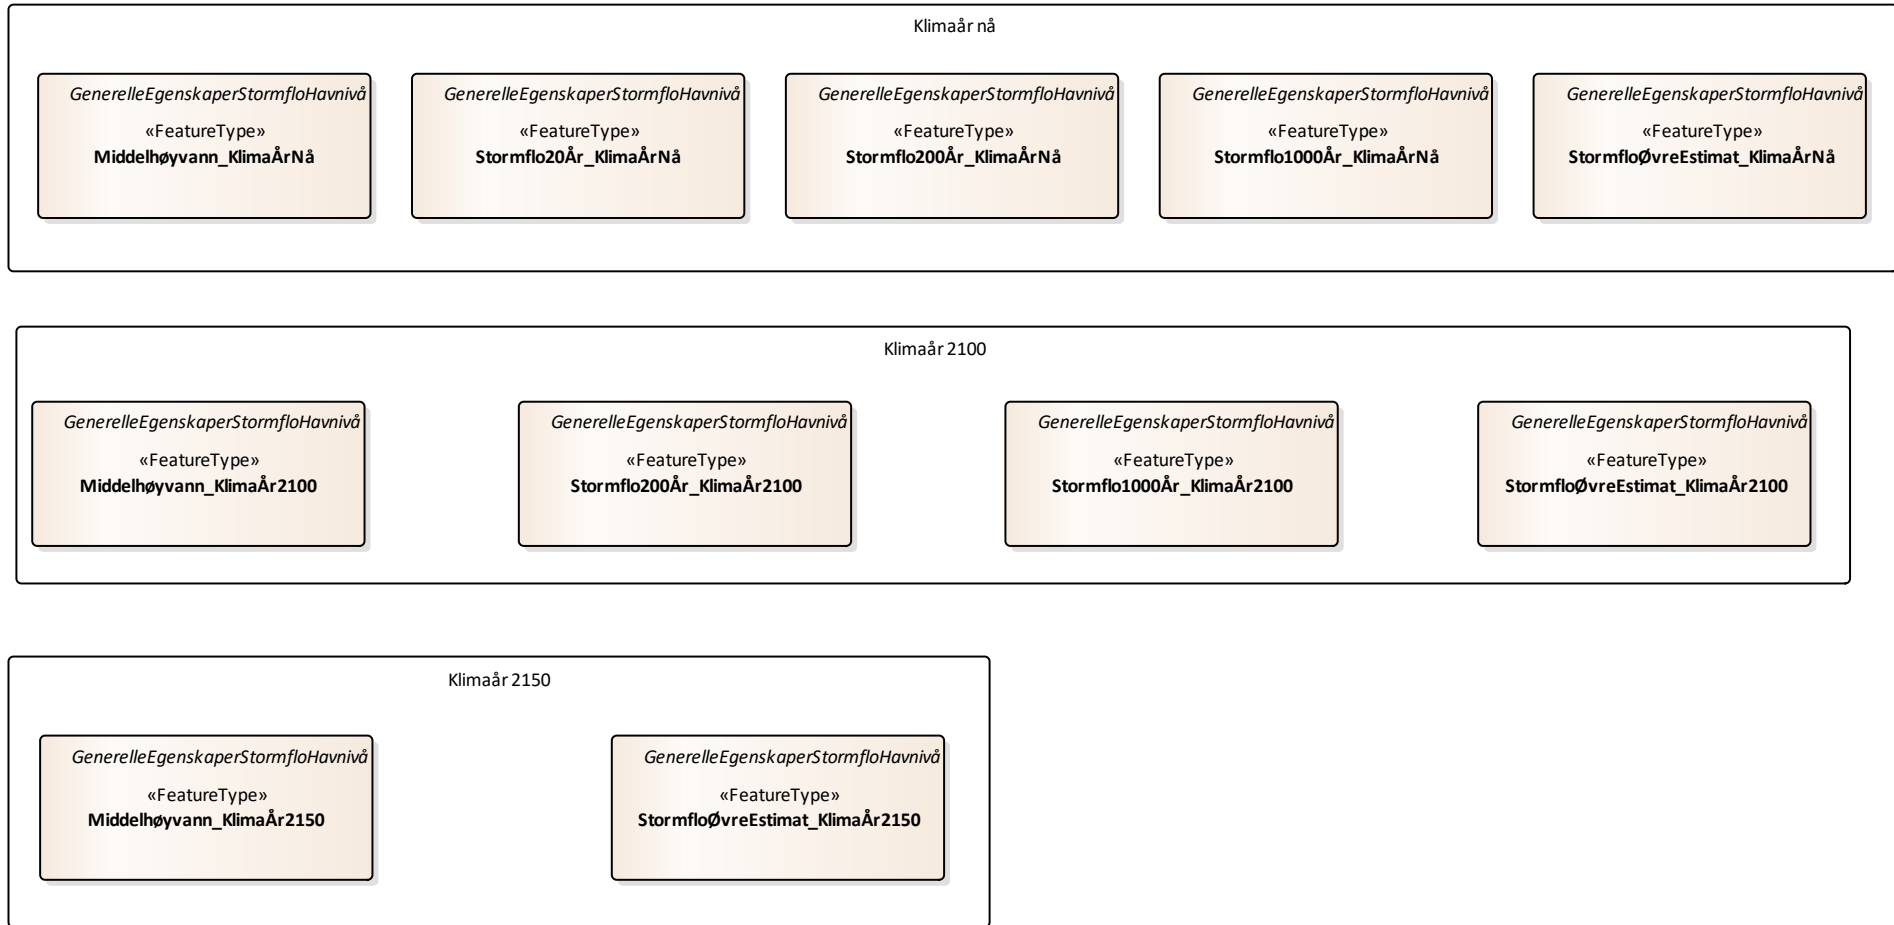 Klimaår nå
GenerelleEgenskaperStormfloHavnivå
«FeatureType»
Middelhøyvann_KlimaÅrNå
GenerelleEgenskaperStormfloHavnivå
«FeatureType»
Stormflo20År_KlimaÅrNå
GenerelleEgenskaperStormfloHavnivå
«FeatureType»
Stormflo200År_KlimaÅrNå
GenerelleEgenskaperStormfloHavnivå
«FeatureType»
Stormflo1000År_KlimaÅrNå
GenerelleEgenskaperStormfloHavnivå
«FeatureType»
StormfloØvreEstimat_KlimaÅrNå
Klimaår 2100
GenerelleEgenskaperStormfloHavnivå
«FeatureType»
Middelhøyvann_KlimaÅr2100
GenerelleEgenskaperStormfloHavnivå
«FeatureType»
Stormflo200År_KlimaÅr2100
GenerelleEgenskaperStormfloHavnivå
«FeatureType»
Stormflo1000År_KlimaÅr2100
GenerelleEgenskaperStormfloHavnivå
«FeatureType»
StormfloØvreEstimat_KlimaÅr2100
Klimaår 2150
GenerelleEgenskaperStormfloHavnivå
«FeatureType»
Middelhøyvann_KlimaÅr2150
GenerelleEgenskaperStormfloHavnivå
«FeatureType»
StormfloØvreEstimat_KlimaÅr2150